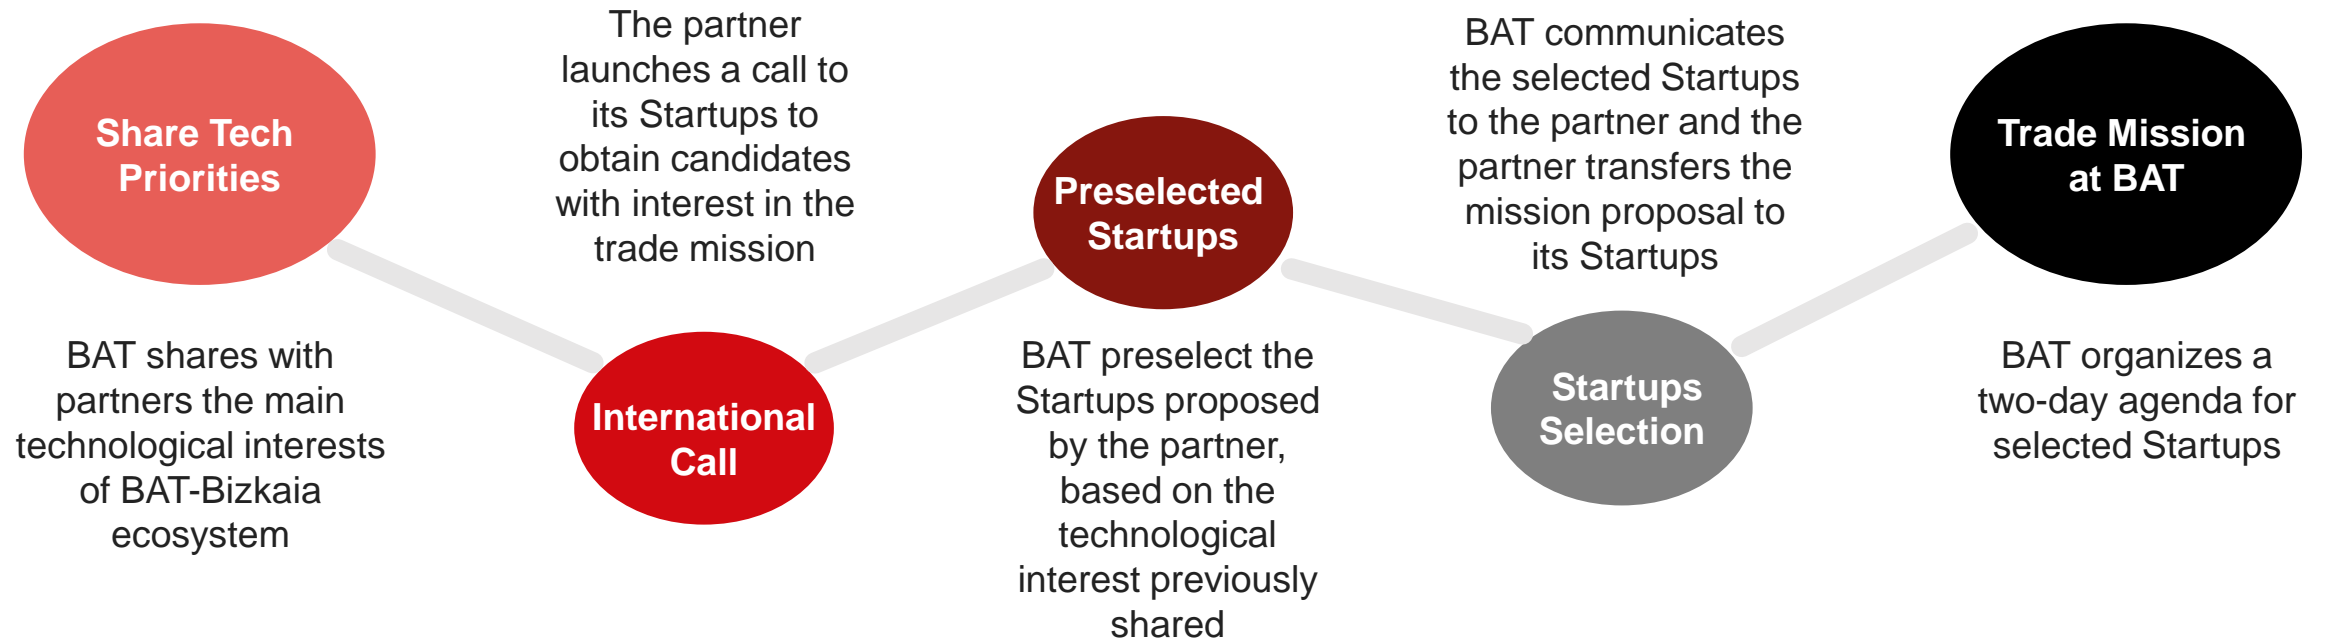 Share Tech
Priorities
BAT shares with
partners the main
technological interests
of BAT-Bizkaia
ecosystem
The partner
launches a call to
its Startups to
obtain candidates
with interest in the
trade mission
International
Call
Preselected
Startups
BAT preselect the
Startups proposed
by the partner,
based on the
technological
interest previously
shared
BAT communicates
the selected Startups
to the partner and the
partner transfers the
mission proposal to
its Startups
Startups
Selection
Trade Mission
at BAT
BAT organizes a
two-day agenda for
selected Startups